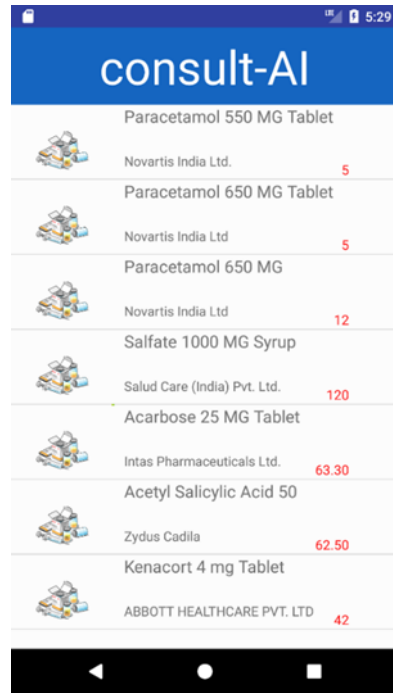 LTE 5:29
consult-AI
Paracetamol 550 MG Tablet
Novartis India Ltd.
5
Paracetamol 650 MG Tablet
Novartis India Ltd
5
Paracetamol 650 MG
Novartis India Ltd
12
Salfate 1000 MG Syrup
Salud Care (India) Pvt. Ltd.
120
Acarbose 25 MG Tablet
Intas Pharmaceuticals Ltd.
63.30
Acetyl Salicylic Acid 50
Zydus Cadila
62.50
Kenacort 4 mg Tablet
ABBOTT HEALTHCARE PVT. LTD
42